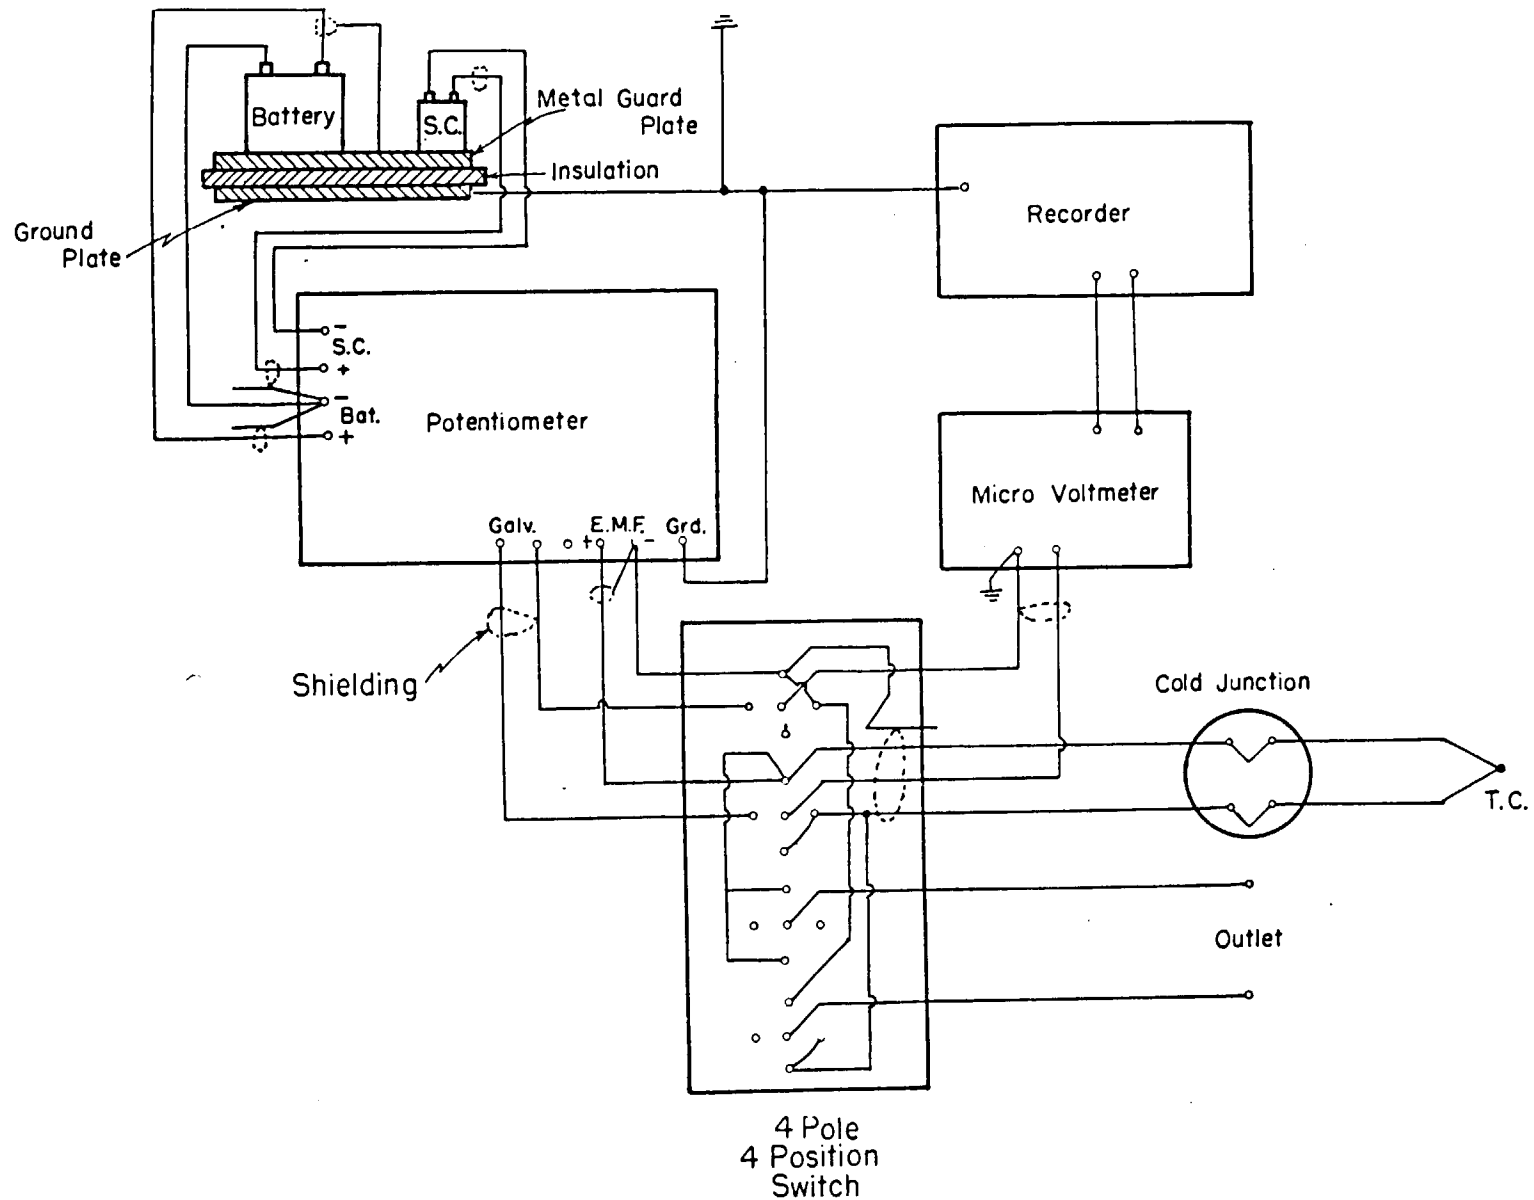 Battery
S.C.
Metal Guard
Plate
Insulation
Ground
Plate
Recorder
-
S.C.
+
-
Bat.
+
Potentiometer
Micro Voltmeter
Galv.
+ E.M.F. -
Grd.
Shielding
Cold Junction
T.C.
Outlet
4 Pole
4 Position
Switch